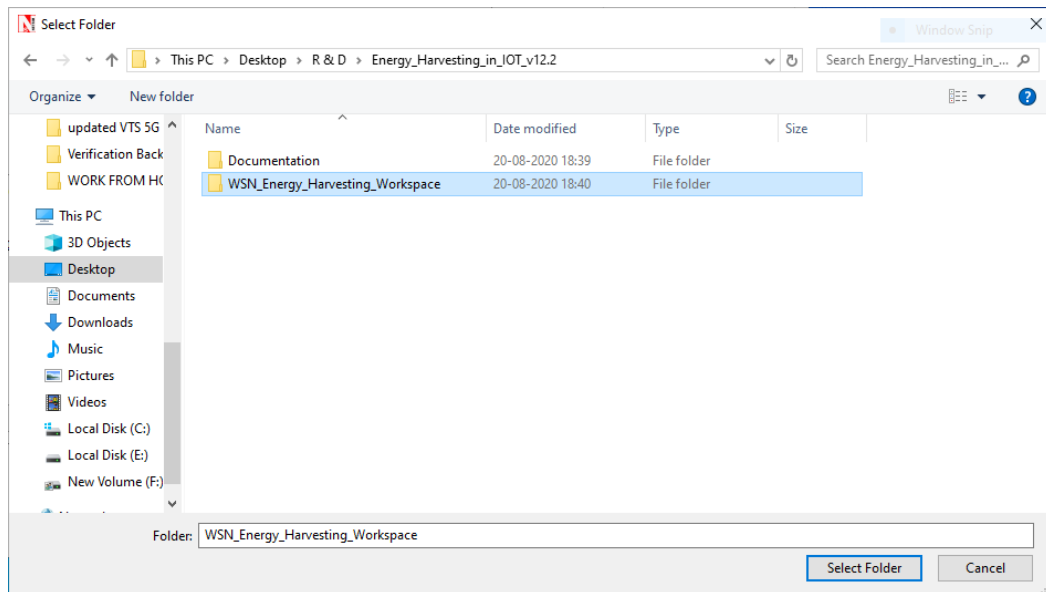 Select Folder
Window Snip
This PC > Desktop > R & D > Energy_Harvesting_in_IOT_v12.2
Search Energy_Harvesting_in_...
Organize
New folder
Name
Date modified
Type
Size
updated VTS 5G
Verification Back
WORK FROM HO
This PC
3D Objects
Desktop
Documents
Downloads
Music
Pictures
Videos
Local Disk (C:)
Local Disk (E:)
New Volume (F:)
Documentation 20-08-2020 18:39 File folder
WSN_Energy_Harvesting_Workspace 20-08-2020 18:40 File folder
Folder: WSN_Energy_Harvesting_Workspace
Select Folder
Cancel